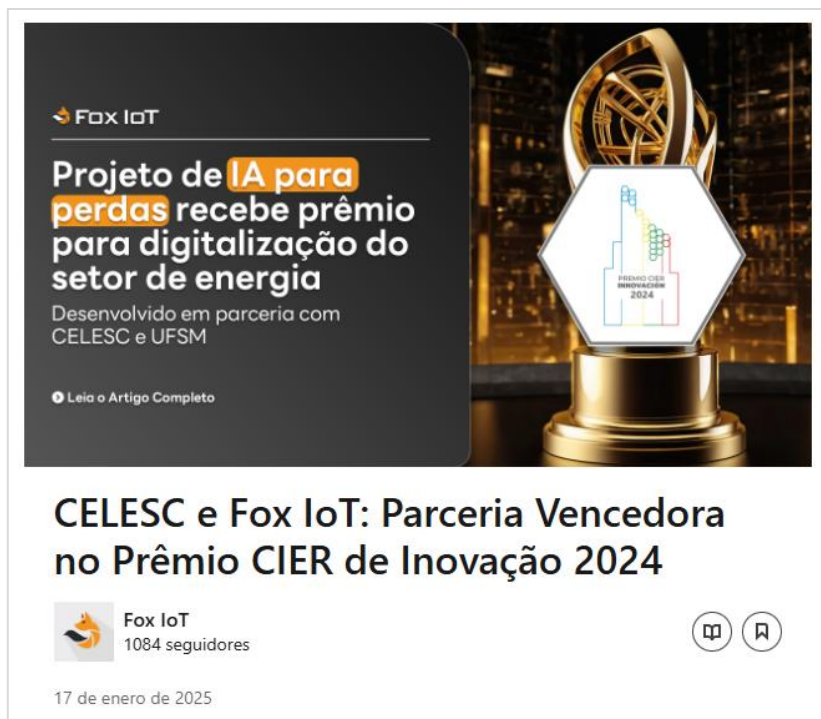 Fox IoT
Projeto de IA para
perdas recebe prêmio
para digitalização do
setor de energia
Desenvolvido em parceria com
CELESC e UFSM
Leia o Artigo Completo
PREMIO CIER
INNOVACIÓN
2024
CELESC e Fox IoT: Parceria Vencedora
no Prêmio CIER de Inovação 2024
Fox IoT
1084 seguidores
17 de enero de 2025